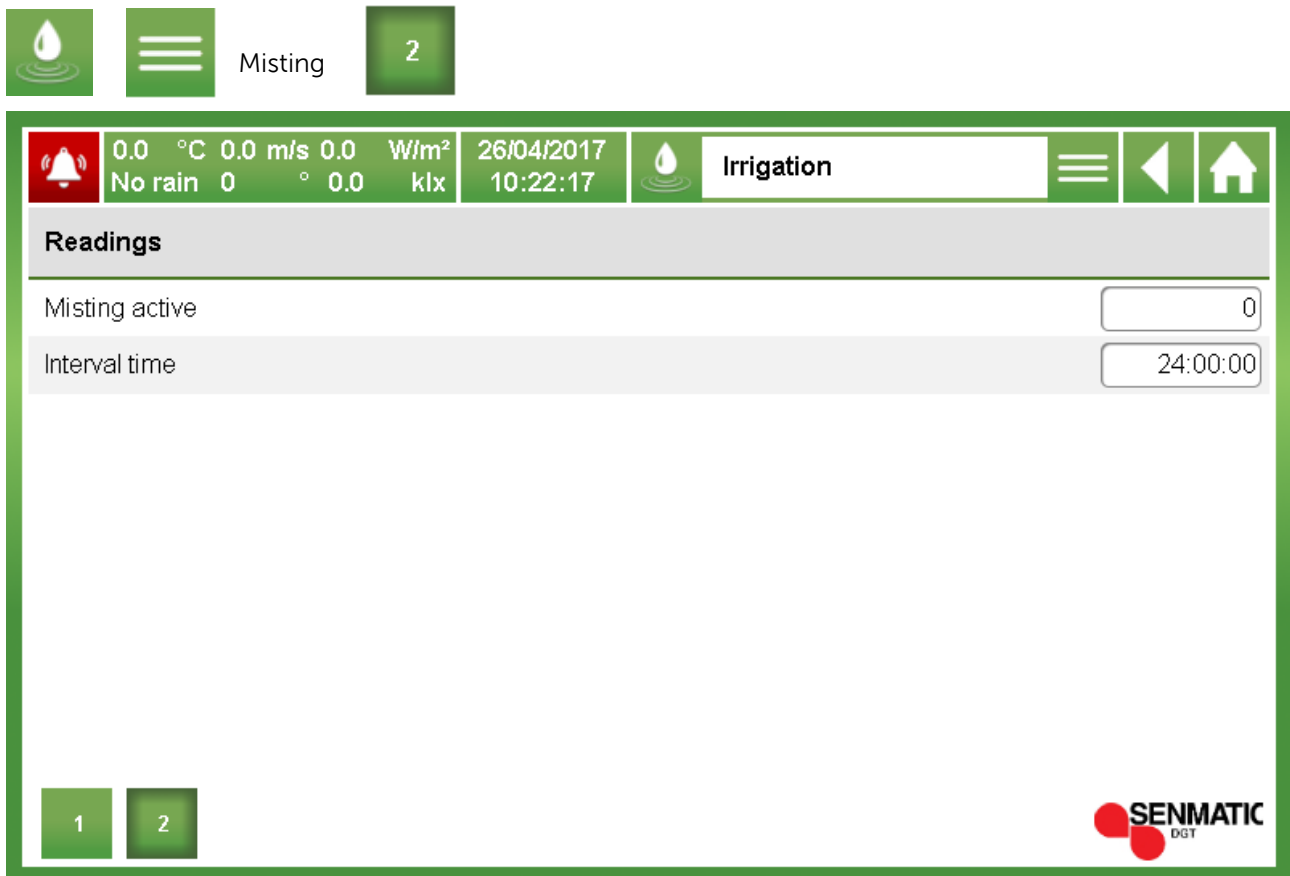 Misting 2
0.0 °C 0.0 m/s 0.0 W/m² 26/04/2017 Irrigation
No rain 0 ° 0.0 klx 10:22:17
Readings
Misting active 0
Interval time 24:00:00
1 2
SENMATIC
DGT